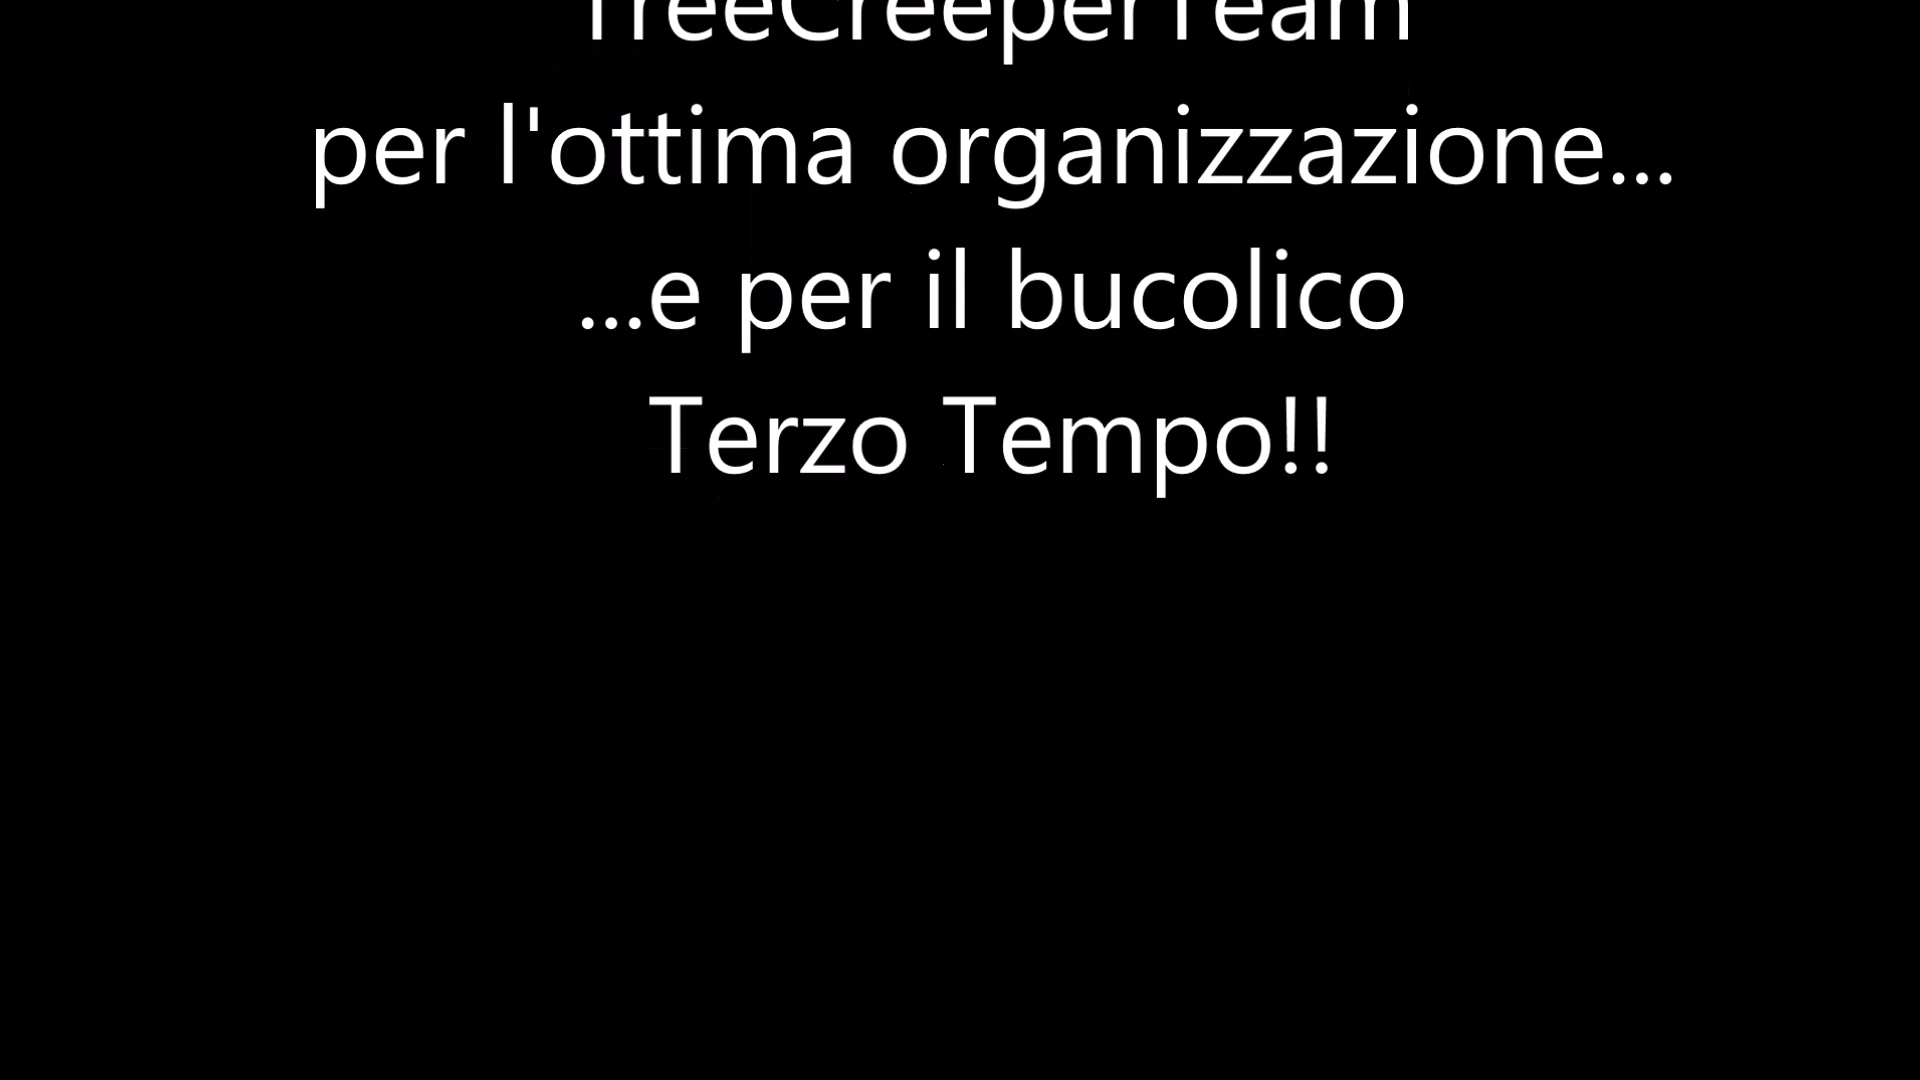 TreeCreeperTeam
per l'ottima organizzazione...
...e per il bucolico
Terzo Tempo!!